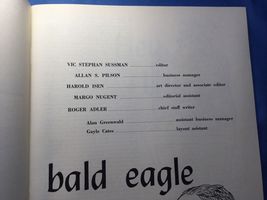 VIC STEPHAN SUSSMAN editor
ALLAN S. PILSON business manager
HAROLD ISEN art director and associate editor
MARGO NUGENT editorial assistant
ROGER ADLER chief staff writer
Alan Greenwald assistant business manager
Gayle Cates layout asistant
bald eagle